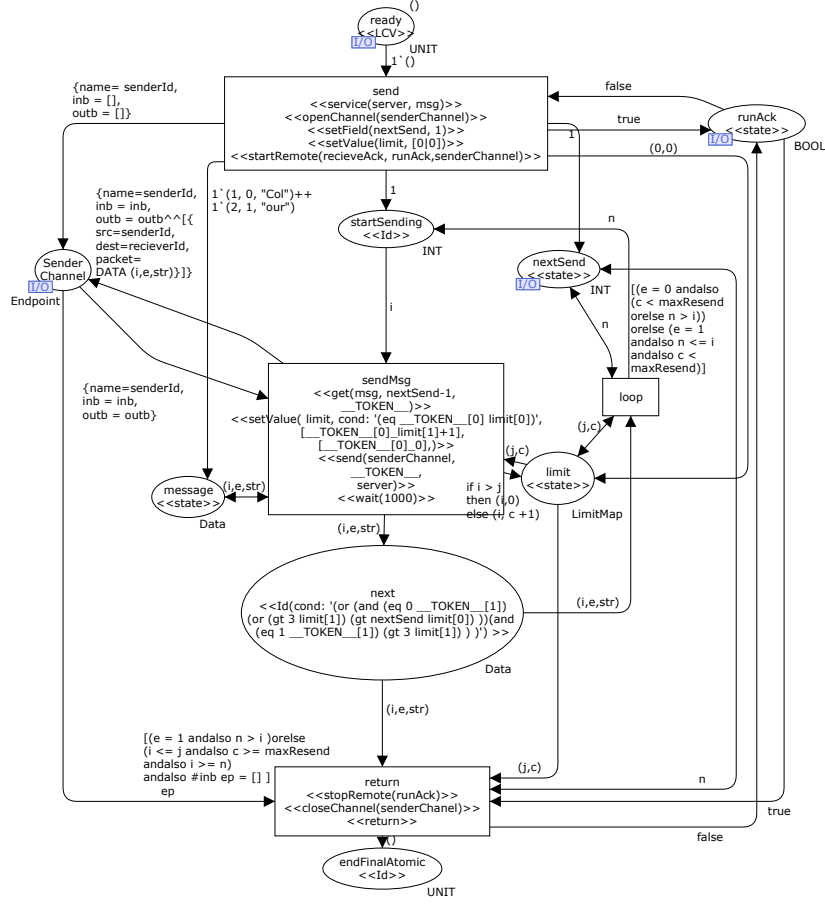 ()
ready
<<LCV>>
I/O
UNIT
1`()
{name= senderId,
inb = [],
outb = []}
send
<<service(server, msg)>>
<<openChannel(senderChannel)>>
<<setField(nextSend, 1)>>
<<setValue(limit, [0|0])>>
<<startRemote(recieveAck, runAck,senderChannel)>>
false
true
1
(0,0)
runAck
<<state>>
I/O
BOOL
{name=senderId,
inb = inb,
outb = outb^^[{
src=senderId,
dest=recieverId,
packet=
DATA (i,e,str)}]}
1`(1, 0, "Col")++
1`(2, 1, "our")
1
startSending
<<Id>>
INT
n
Sender
Channel
I/O
Endpoint
nextSend
<<state>>
I/O
INT
[(e = 0 andalso
(c < maxResend
orelse n > i))
orelse (e = 1
andalso n <= i
andalso c <
maxResend)]
i
n
{name=senderId,
inb = inb,
outb = outb}
sendMsg
<<get(msg, nextSend-1,
__TOKEN__)>>
<<setValue( limit, cond: '(eq __TOKEN__[0] limit[0])',
[__TOKEN__[0]_limit[1]+1],
[__TOKEN__[0]_0],)>>
<<send(senderChannel,
__TOKEN__,
server)>>
<<wait(1000)>>
loop
(j,c)
(j,c)
limit
<<state>>
LimitMap
if i > j
then (i,0)
else (i, c +1)
message
<<state>>
Data
(i,e,str)
(i,e,str)
next
<<Id(cond: '(or (and (eq 0 __TOKEN__[1])
(or (gt 3 limit[1]) (gt nextSend limit[0]) ))(and
(eq 1 __TOKEN__[1]) (gt 3 limit[1]) ) )') >>
Data
(i,e,str)
(i,e,str)
[(e = 1 andalso n > i )orelse
(i <= j andalso c >= maxResend
andalso i >= n)
andalso #inb ep = [] ]
ep
(j,c)
n
true
false
return
<<stopRemote(runAck)>>
<<closeChannel(senderChanel)>>
<<return>>
()
endFinalAtomic
<<Id>>
UNIT